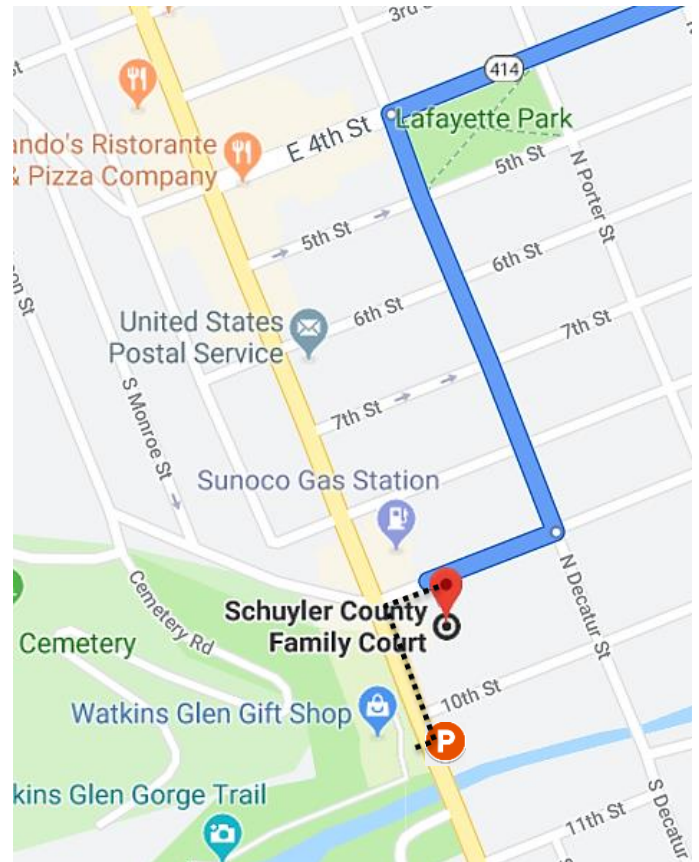 3rd
414
Lafayette Park
E 4th St
ando's Ristorante
& Pizza Company
5th St
N Porter St
5th St
6th St
United States
Postal Service
6th St
7th St
on St
S Monroe St
7th St
Sunoco Gas Station
Schuyler County
Family Court
N Decatur St
Cemetery Rd
Cemetery
10th St
Watkins Glen Gift Shop
P
kins Glen Gorge Trail
11th St
S Decatur